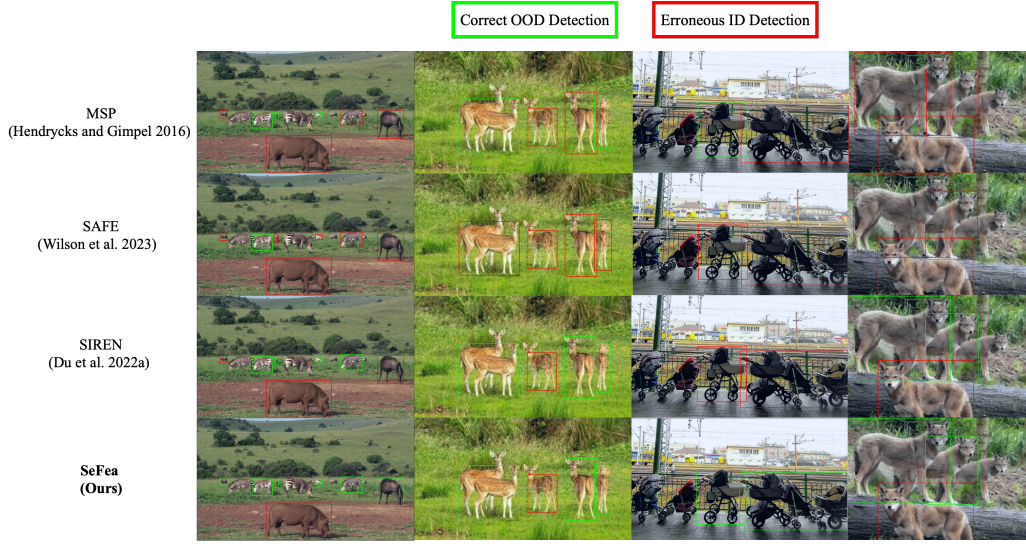 Correct OOD Detection
Erroneous ID Detection
MSP
(Hendrycks and Gimpel 2016)
SAFE
(Wilson et al. 2023)
SIREN
(Du et al. 2022a)
SeFea
(Ours)